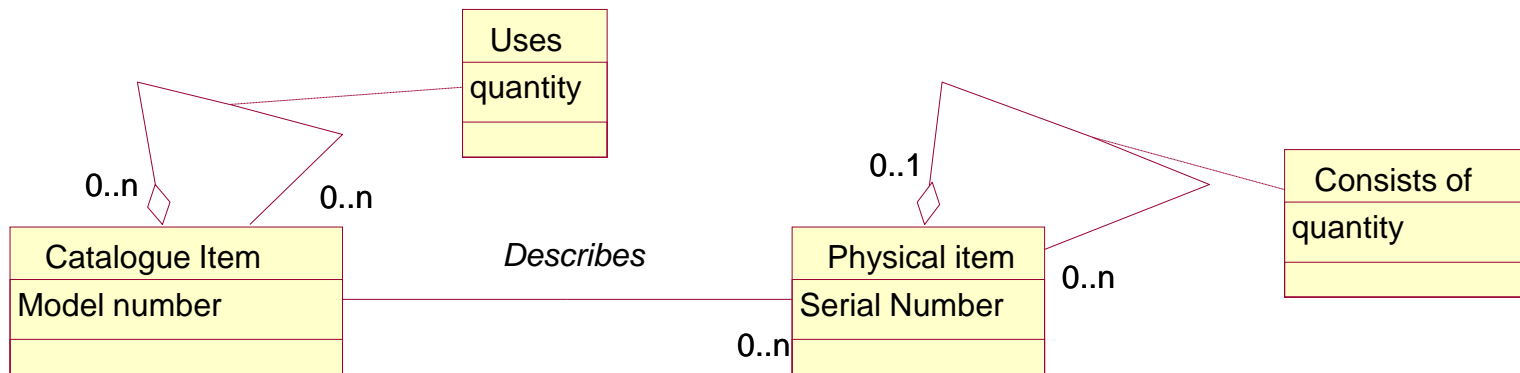 Uses
quantity
0..n
0..n
Catalogue Item
Model number
Describes
0..n
0..1
0..n
Physical item
Serial Number
Consists of
quantity